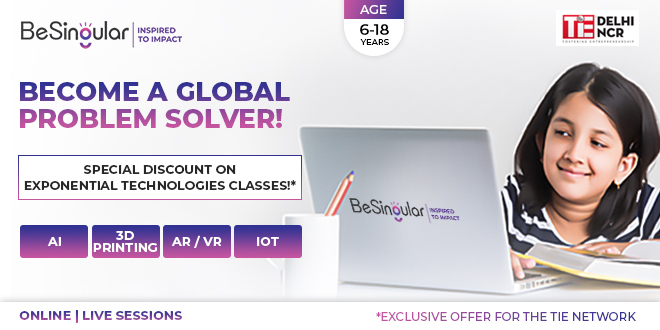 BeSingular
INSPIRED
TO IMPACT
AGE
6-18
YEARS
TiE
DELHI
NCR
FOSTERING ENTREPRENEURSHIP
BECOME A GLOBAL
PROBLEM SOLVER!
SPECIAL DISCOUNT ON
EXPONENTIAL TECHNOLOGIES CLASSES!*
AI
3D
PRINTING
AR / VR
IOT
BeSingular
INSPIRED
TO IMPACT
ONLINE | LIVE SESSIONS
*EXCLUSIVE OFFER FOR THE TIE NETWORK